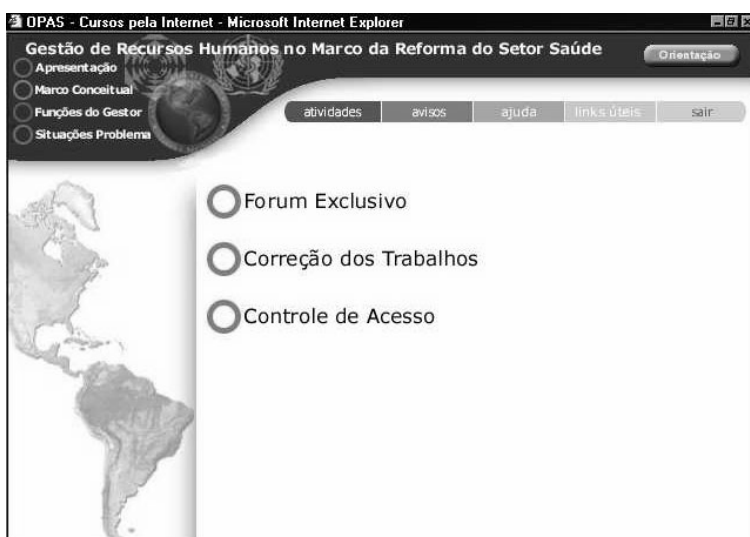 OPAS - Cursos pela Internet - Microsoft Internet Explorer
Gestão de Recursos Humanos no Marco da Reforma do Setor Saúde
Orientação
Apresentação
Marco Conceitual
Funções do Gestor
Situações Problema
atividades avisos ajuda links úteis sair
Forum Exclusivo
Correção dos Trabalhos
Controle de Acesso